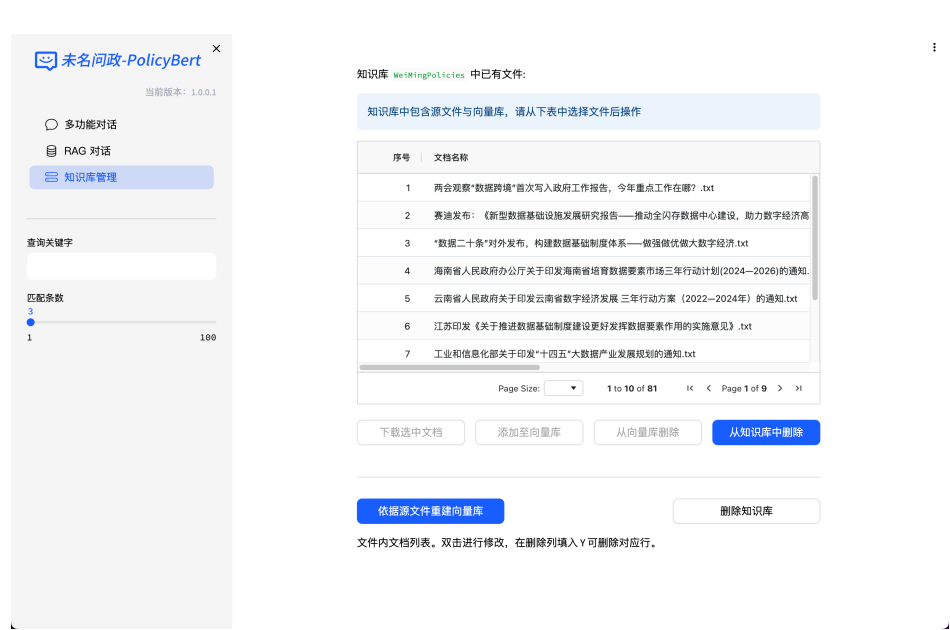 未名问政-PolicyBert
当前版本：1.0.0.1
多功能对话
RAG 对话
知识库管理
查询关键字
匹配条数
3
1 100
知识库 WeiMingPolicies 中已有文件:
知识库中包含源文件与向量库，请从下表中选择文件后操作
序号 文档名称
1 两会观察“数据跨境”首次写入政府工作报告，今年重点工作在哪？.txt
2 赛迪发布：《新型数据基础设施发展研究报告——推动全闪存数据中心建设，助力数字经济高
3 “数据二十条”对外发布，构建数据基础制度体系——做强做优做大数字经济.txt
4 海南省人民政府办公厅关于印发海南省培育数据要素市场三年行动计划(2024—2026)的通知.
5 云南省人民政府关于印发云南省数字经济发展 三年行动方案（2022—2024年）的通知.txt
6 江苏印发《关于推进数据基础制度建设更好发挥数据要素作用的实施意见》.txt
7 工业和信息化部关于印发“十四五”大数据产业发展规划的通知.txt
Page Size: 1 to 10 of 81 Page 1 of 9
下载选中文档 添加至向量库 从向量库删除 从知识库中删除
依据源文件重建向量库 删除知识库
文件内文档列表。双击进行修改，在删除列填入 Y 可删除对应行。